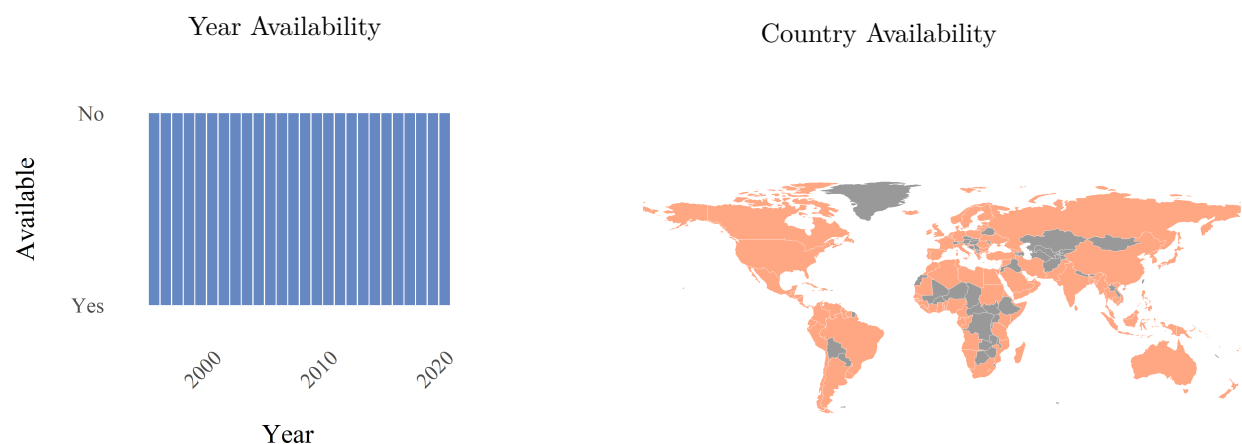 Year Availability
No
Available
Yes
2000
2010
2020
Year
Country Availability